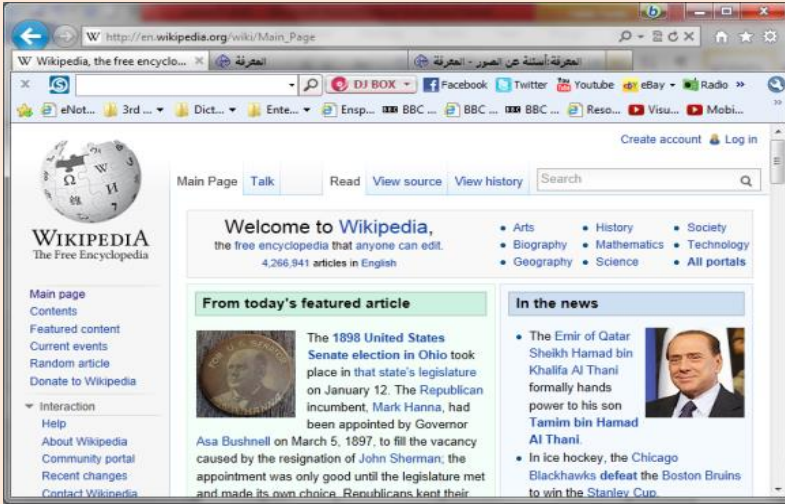 http://en.wikipedia.org/wiki/Main_Page
Wikipedia, the free encyclo... × المعرفة المعرفة:أسئلة عن الصور - المعرفة
DJ BOX Facebook Twitter Youtube eBay Radio »
eNot... 3rd ... Dict... Ente... Ensp... BBC ... BBC ... BBC ... Reso... Visu... Mobi... »
Create account Log in
Main Page Talk Read View source View history Search
WIKIPEDIA
The Free Encyclopedia
Main page
Contents
Featured content
Current events
Random article
Donate to Wikipedia
Interaction
Help
About Wikipedia
Community portal
Recent changes
Contact Wikipedia
Welcome to Wikipedia,
the free encyclopedia that anyone can edit.
4,266,941 articles in English
• Arts • History • Society
• Biography • Mathematics • Technology
• Geography • Science • All portals
From today's featured article
FOR U.S. SENATOR
The 1898 United States
Senate election in Ohio took
place in that state's legislature
on January 12. The Republican
incumbent, Mark Hanna, had
been appointed by Governor
Asa Bushnell on March 5, 1897, to fill the vacancy
caused by the resignation of John Sherman; the
appointment was only good until the legislature met
and made its own choice. Republicans kept their
In the news
• The Emir of Qatar
Sheikh Hamad bin
Khalifa Al Thani
formally hands
power to his son
Tamim bin Hamad
Al Thani.
• In ice hockey, the Chicago
Blackhawks defeat the Boston Bruins
to win the Stanley Cup.